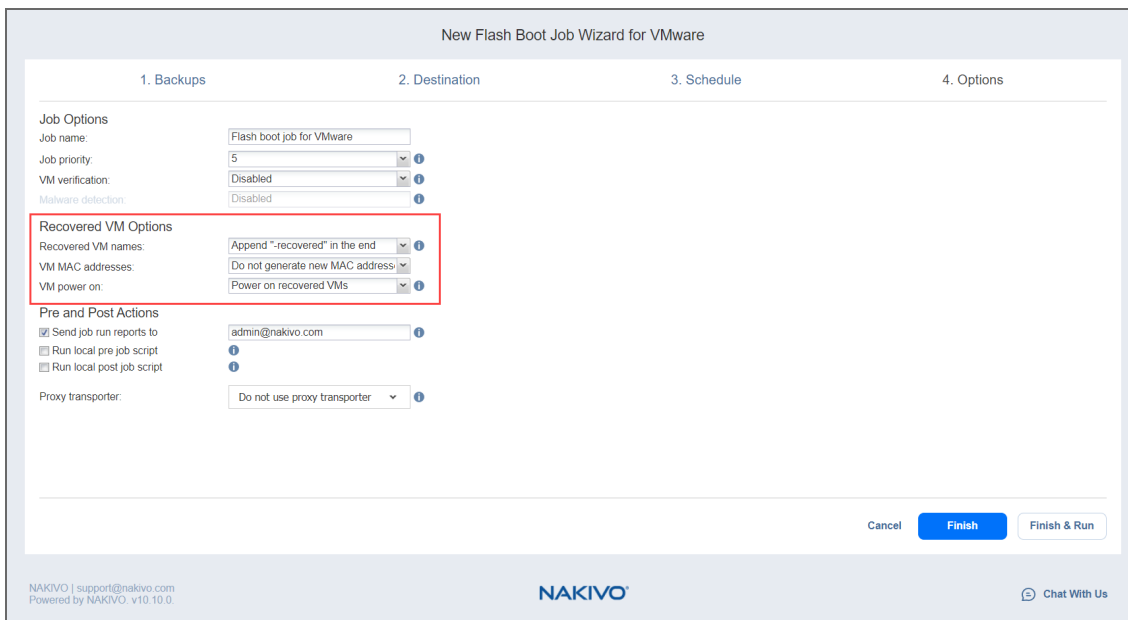 New Flash Boot Job Wizard for VMware
1. Backups 2. Destination 3. Schedule 4. Options
Job Options
Job name: Flash boot job for VMware
Job priority: 5
VM verification: Disabled
Malware detection: Disabled
Recovered VM Options
Recovered VM names: Append "-recovered" in the end
VM MAC addresses: Do not generate new MAC address
VM power on: Power on recovered VMs
Pre and Post Actions
Send job run reports to admin@nakivo.com
Run local pre job script
Run local post job script
Proxy transporter: Do not use proxy transporter
Cancel Finish Finish & Run
NAKIVO | support@nakivo.com
Powered by NAKIVO. v10.10.0.
NAKIVO®
Chat With Us